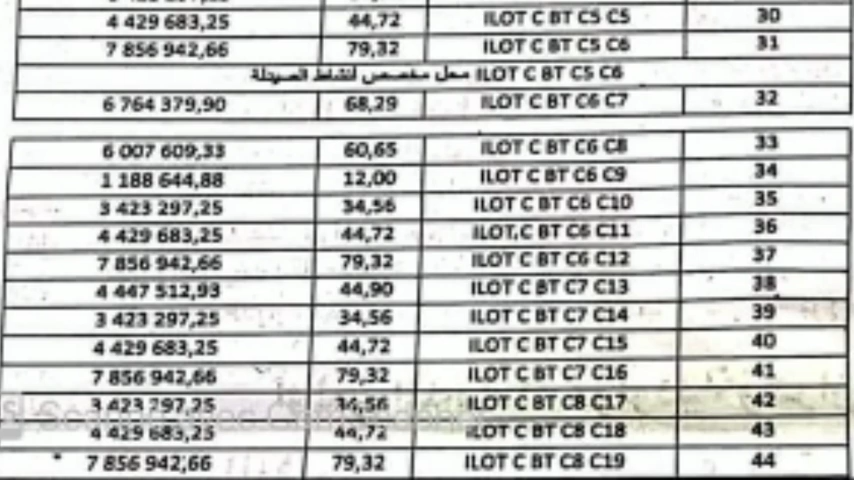 4 429 683,25 44,72 ILOT C BT C5 C5 30
7 856 942,66 79,32 ILOT C BT C5 C6 31
ILOT C BT C5 C6 محل مخصص لنشاط الصيدلة
6 764 379,90 68,29 ILOT C BT C6 C7 32
6 007 609,33 60,65 ILOT C BT C6 C8 33
1 188 644,88 12,00 ILOT C BT C6 C9 34
3 423 297,25 34,56 ILOT C BT C6 C10 35
4 429 683,25 44,72 ILOT,C BT C6 C11 36
7 856 942,66 79,32 ILOT C BT C6 C12 37
4 447 512,93 44,90 ILOT C BT C7 C13 38
3 423 297,25 34,56 ILOT C BT C7 C14 39
4 429 683,25 44,72 ILOT C BT C7 C15 40
7 856 942,66 79,32 ILOT C BT C7 C16 41
3 423 297,25 34,56 ILOT C BT C8 C17 42
4 429 683,25 44,72 ILOT C BT C8 C18 43
7 856 942,66 79,32 ILOT C BT C8 C19 44